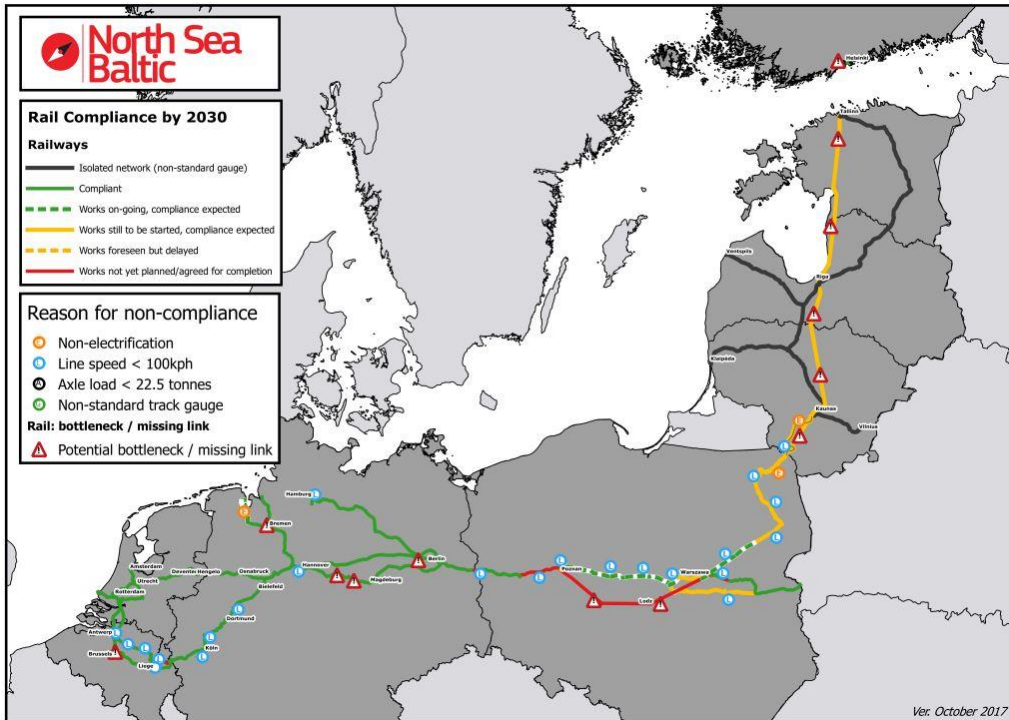 North Sea
Baltic
Rail Compliance by 2030
Railways
Isolated network (non-standard gauge)
Compliant
Works on-going, compliance expected
Works still to be started, compliance expected
Works foreseen but delayed
Works not yet planned/agreed for completion
Reason for non-compliance
E Non-electrification
L Line speed < 100kph
A Axle load < 22.5 tonnes
Non-standard track gauge
Rail: bottleneck / missing link
Potential bottleneck / missing link
Helsinki
Tallinn
Ventspils
Riga
Klaipėda
Kaunas
Vilnius
Hamburg
Bremen
Amsterdam
Utrecht
Rotterdam
Deventer
Hengelo
Osnabruck
Bielefeld
Hannover
Magdeburg
Berlin
Poznan
Warszawa
Lodz
Dortmund
Antwerp
Köln
Brussels
Liege
Ver. October 2017